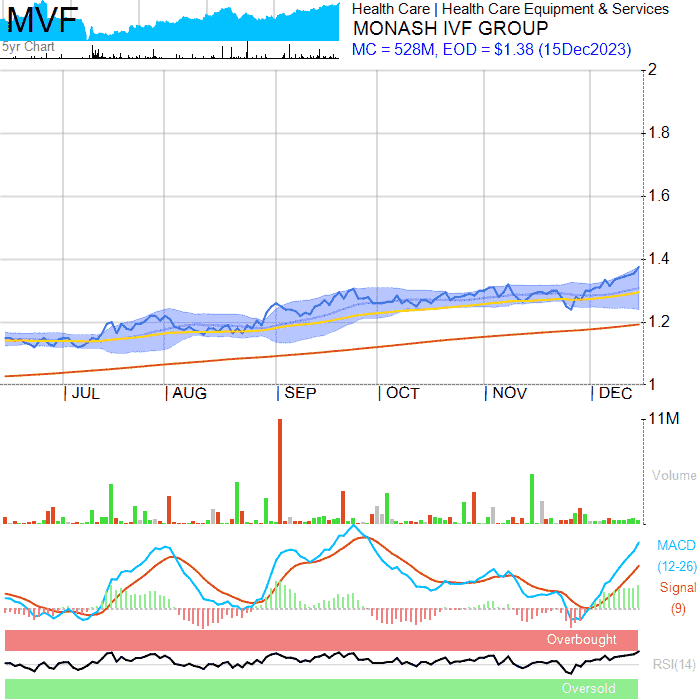 MVF
5yr Chart
Health Care | Health Care Equipment & Services
MONASH IVF GROUP
MC = 528M, EOD = $1.38 (15Dec2023)
2
1.8
1.6
1.4
1.2
1
JUL AUG SEP OCT NOV DEC
11M
Volume
MACD
(12-26)
Signal
(9)
Overbought
RSI(14)
Oversold